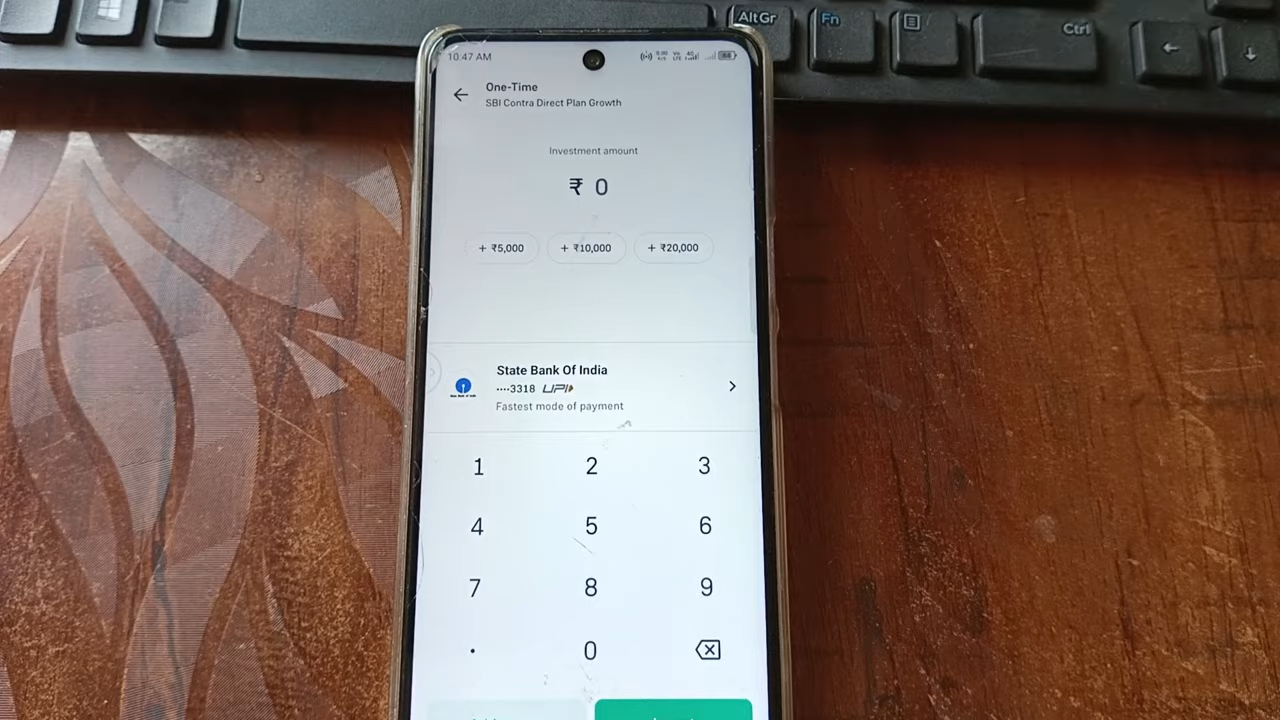 AltGr
Fn
Ctrl
10.47 AM
One-Time
SBI Contra Direct Plan Growth
Investment amount
₹ 0
+ ₹5,000 + ₹10,000 + ₹20,000
State Bank Of India
····3318 UPI
Fastest mode of payment
1 2 3
4 5 6
7 8 9
. 0